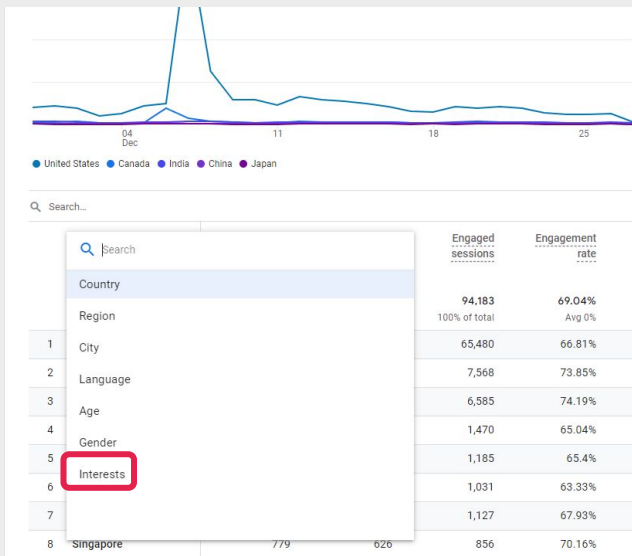 04
Dec
11
18
25
United States Canada India China Japan
Search...
Search
Country
Region
City
Language
Age
Gender
Interests
Engaged
sessions
Engagement
rate
94,183 69.04%
100% of total Avg 0%
1 65,480 66.81%
2 7,568 73.85%
3 6,585 74.19%
4 1,470 65.04%
5 1,185 65.4%
6 1,031 63.33%
7 1,127 67.93%
8 Singapore 779 626 856 70.16%